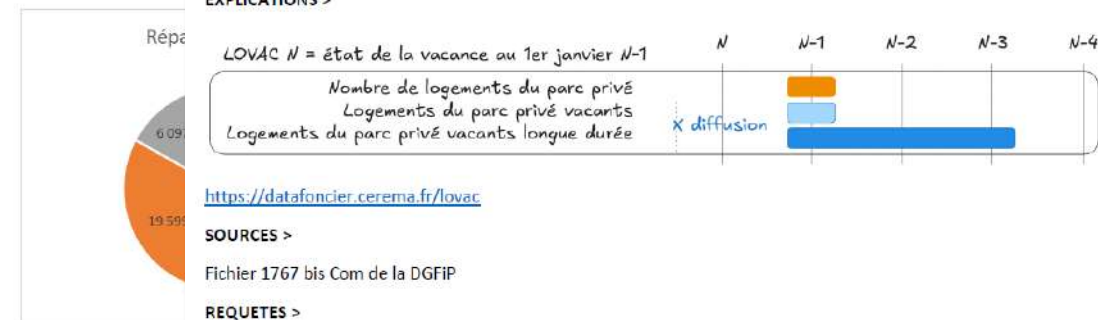 EXPLICATIONS >
Répa
LOVAC N = état de la vacance au 1er janvier N-1
N N-1 N-2 N-3 N-4
Nombre de logements du parc privé
Logements du parc privé vacants
Logements du parc privé vacants longue durée
x diffusion
6 09
19 599
https://datafoncier.cerema.fr/lovac
SOURCES >
Fichier 1767 bis Com de la DGFiP
REQUETES >